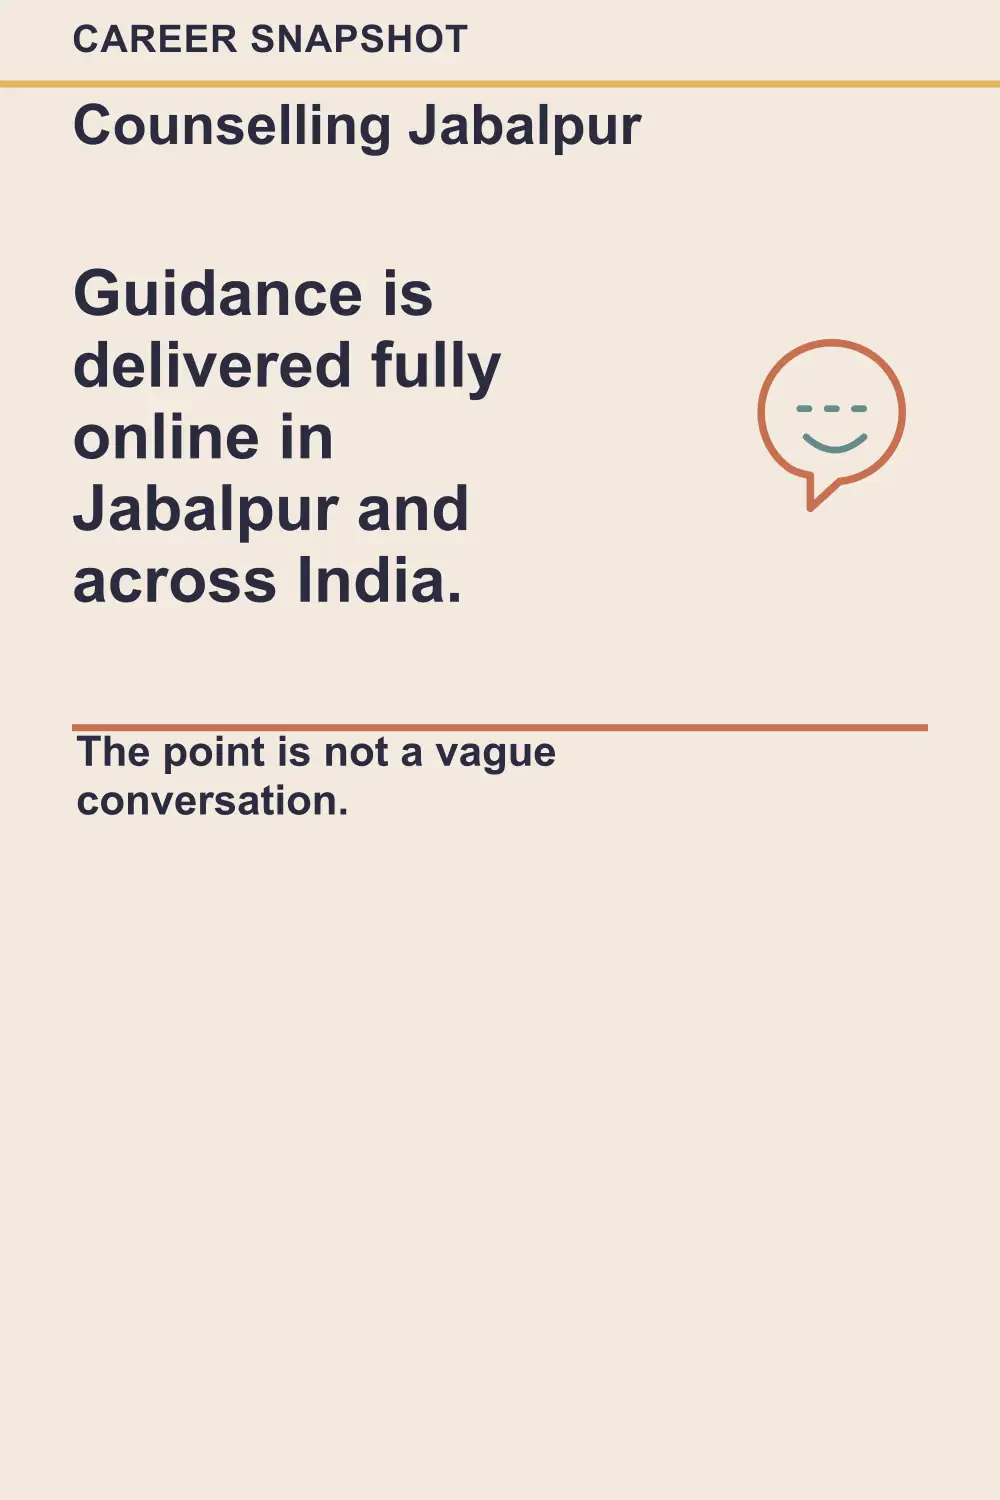 CAREER SNAPSHOT
Counselling Jabalpur
Guidance is
delivered fully
online in
Jabalpur and
across India.
The point is not a vague
conversation.